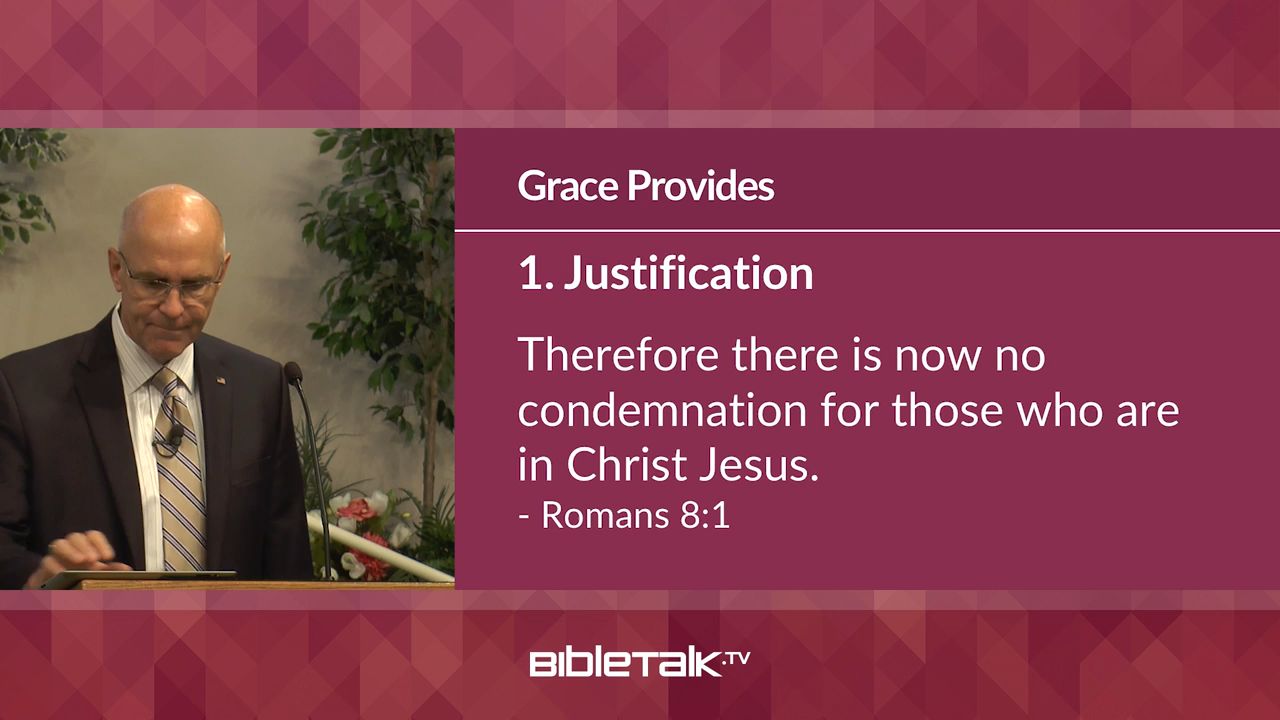 Grace Provides
1. Justification
Therefore there is now no
condemnation for those who are
in Christ Jesus.
- Romans 8:1
BIBLETALK.TV